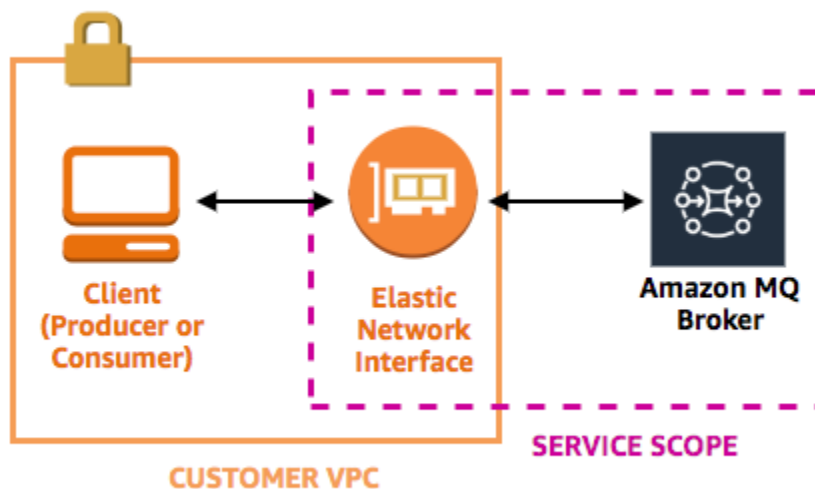 Client
(Producer or
Consumer)
Elastic
Network
Interface
Amazon MQ
Broker
SERVICE SCOPE
CUSTOMER VPC